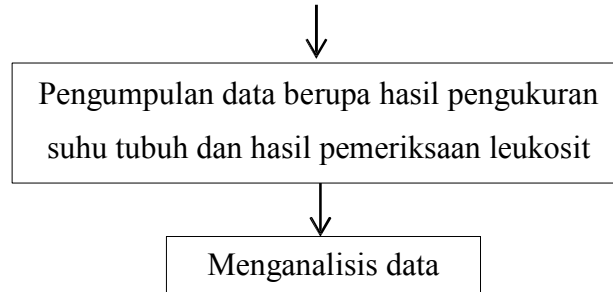 Pengumpulan data berupa hasil pengukuran
suhu tubuh dan hasil pemeriksaan leukosit
Menganalisis data